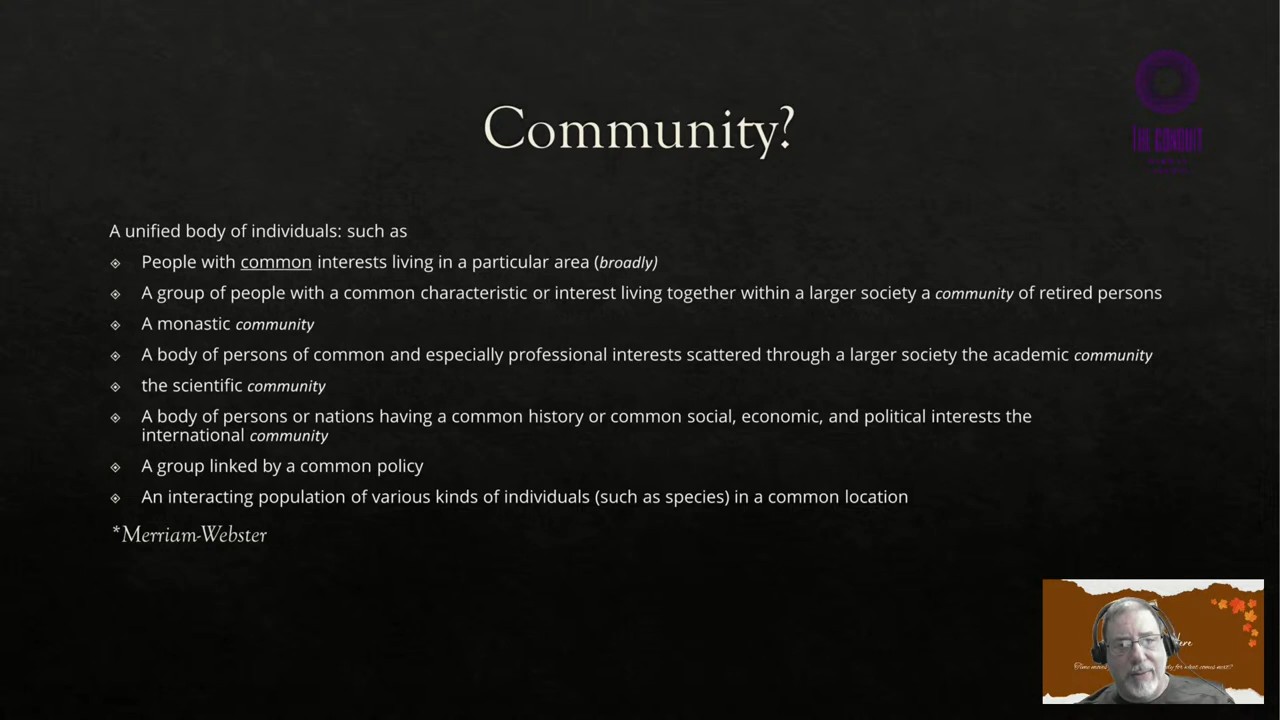 Community?
A unified body of individuals: such as
People with common interests living in a particular area (broadly)
A group of people with a common characteristic or interest living together within a larger society a community of retired persons
A monastic community
A body of persons of common and especially professional interests scattered through a larger society the academic community
the scientific community
A body of persons or nations having a common history or common social, economic, and political interests the
international community
A group linked by a common policy
An interacting population of various kinds of individuals (such as species) in a common location
*Merriam-Webster
for what comes next?